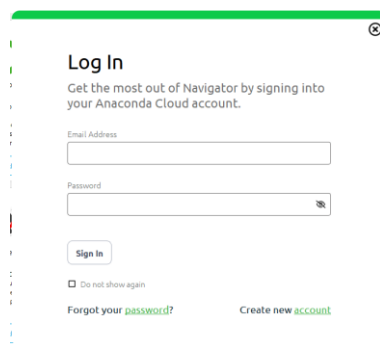 Log In
Get the most out of Navigator by signing into
your Anaconda Cloud account.
Email Address
Password
Sign In
Do not show again
Forgot your password?
Create new account